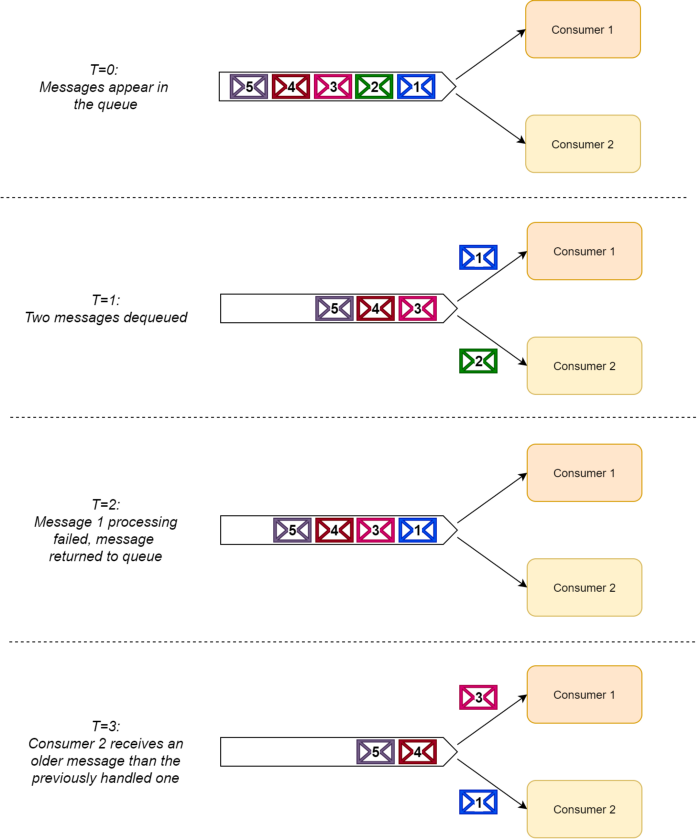 Consumer 1
T=0:
Messages appear in
the queue
5 4 3 2 1
Consumer 2
1
Consumer 1
T=1:
Two messages dequeued
5 4 3
2
Consumer 2
Consumer 1
T=2:
Message 1 processing
failed, message
returned to queue
5 4 3 1
Consumer 2
3
Consumer 1
T=3:
Consumer 2 receives an
older message than the
previously handled one
5 4
1
Consumer 2